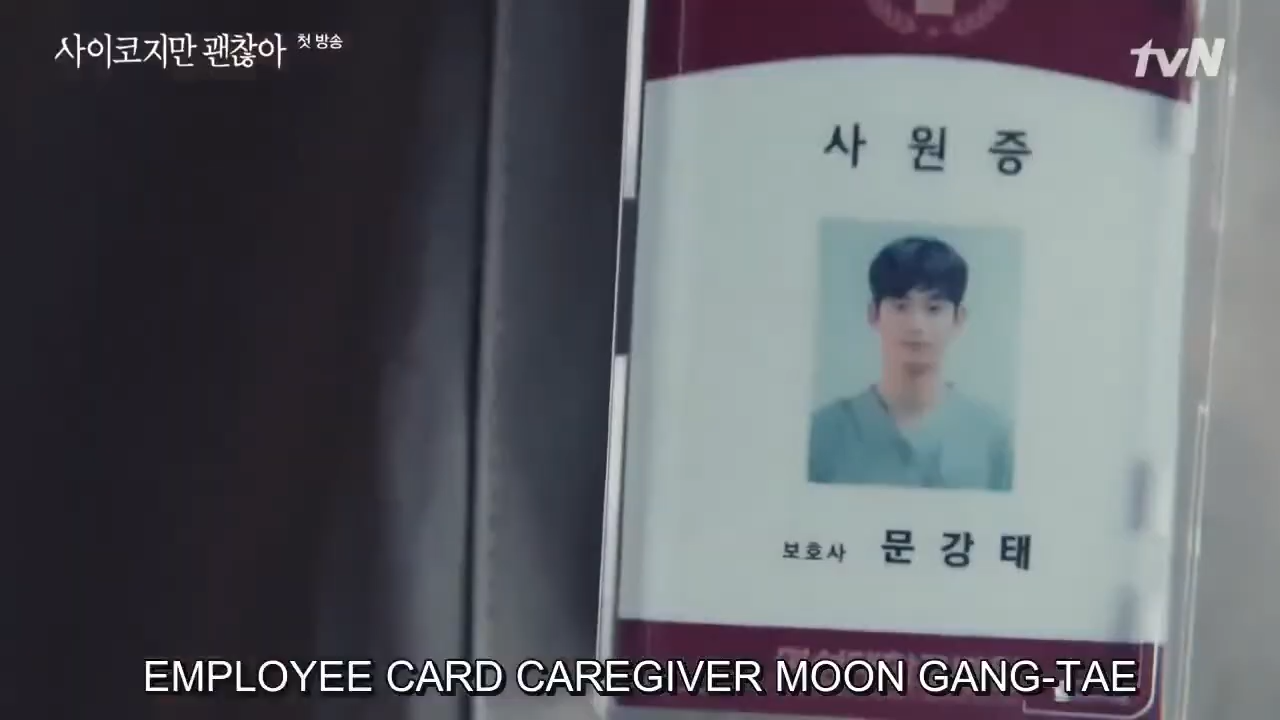 사이코지만 괜찮아 첫 방송
tvN
사 원 증
보호사 문 강 태
EMPLOYEE CARD CAREGIVER MOON GANG-TAE